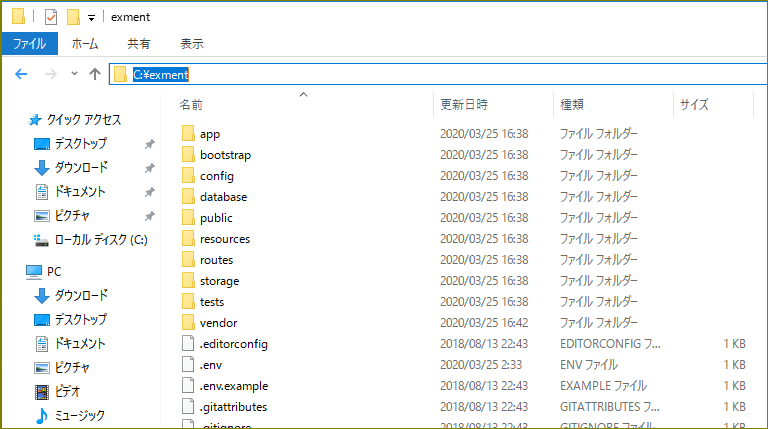 exment
ファイル ホーム 共有 表示
C:¥exment
名前 更新日時 種類 サイズ
クイック アクセス
デスクトップ
ダウンロード
ドキュメント
ピクチャ
ローカル ディスク (C:)
PC
ダウンロード
デスクトップ
ドキュメント
ピクチャ
ビデオ
ミュージック
app 2020/03/25 16:38 ファイル フォルダー
bootstrap 2020/03/25 16:38 ファイル フォルダー
config 2020/03/25 16:38 ファイル フォルダー
database 2020/03/25 16:38 ファイル フォルダー
public 2020/03/25 16:38 ファイル フォルダー
resources 2020/03/25 16:38 ファイル フォルダー
routes 2020/03/25 16:38 ファイル フォルダー
storage 2020/03/25 16:38 ファイル フォルダー
tests 2020/03/25 16:38 ファイル フォルダー
vendor 2020/03/25 16:42 ファイル フォルダー
.editorconfig 2018/08/13 22:43 EDITORCONFIG フ... 1 KB
.env 2020/03/25 2:33 ENV ファイル 1 KB
.env.example 2018/08/13 22:43 EXAMPLE ファイル 1 KB
.gitattributes 2018/08/13 22:43 GITATTRIBUTES フ... 1 KB
.gitignore 2018/08/13 22:43 GITIGNORE ファイル 1 KB